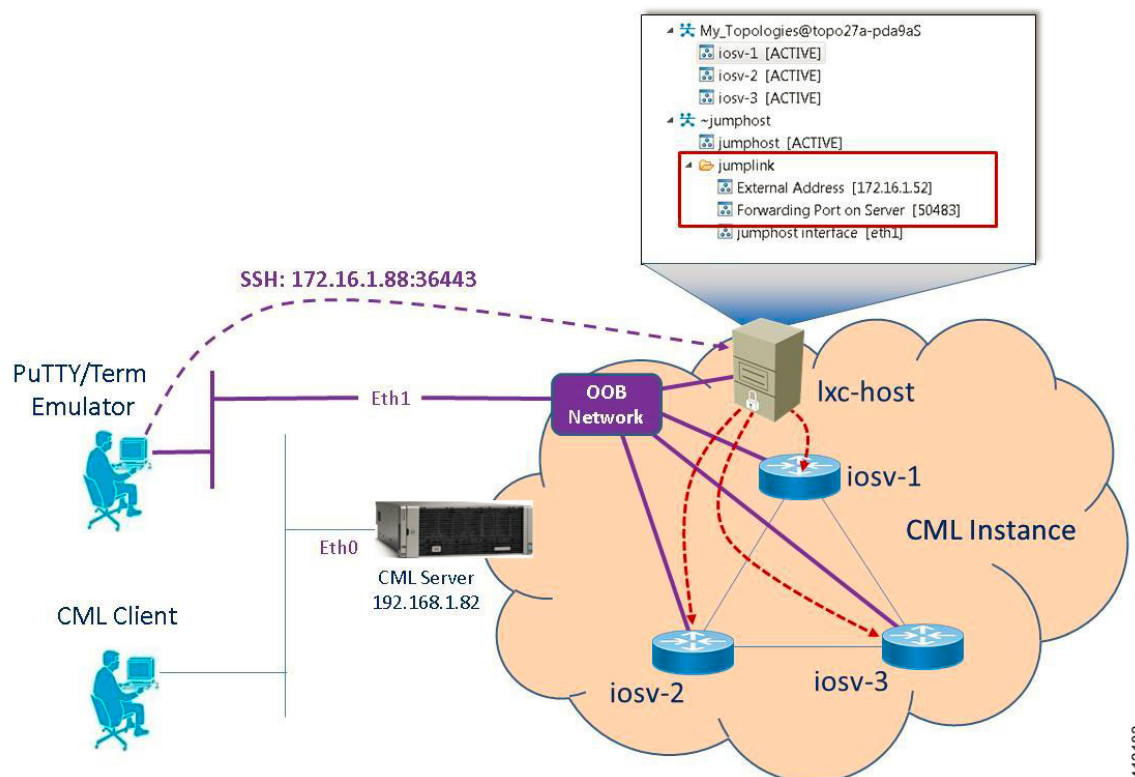 My_Topologies@topo27a-pda9aS
iosv-1 [ACTIVE]
iosv-2 [ACTIVE]
iosv-3 [ACTIVE]
~jumphost
jumphost [ACTIVE]
jumplink
External Address [172.16.1.52]
Forwarding Port on Server [50483]
jumphost interface [eth1]
SSH: 172.16.1.88:36443
PuTTY/Term
Emulator
Eth1
OOB
Network
lxc-host
iosv-1
CML Instance
Eth0
CML Server
192.168.1.82
CML Client
iosv-2
iosv-3